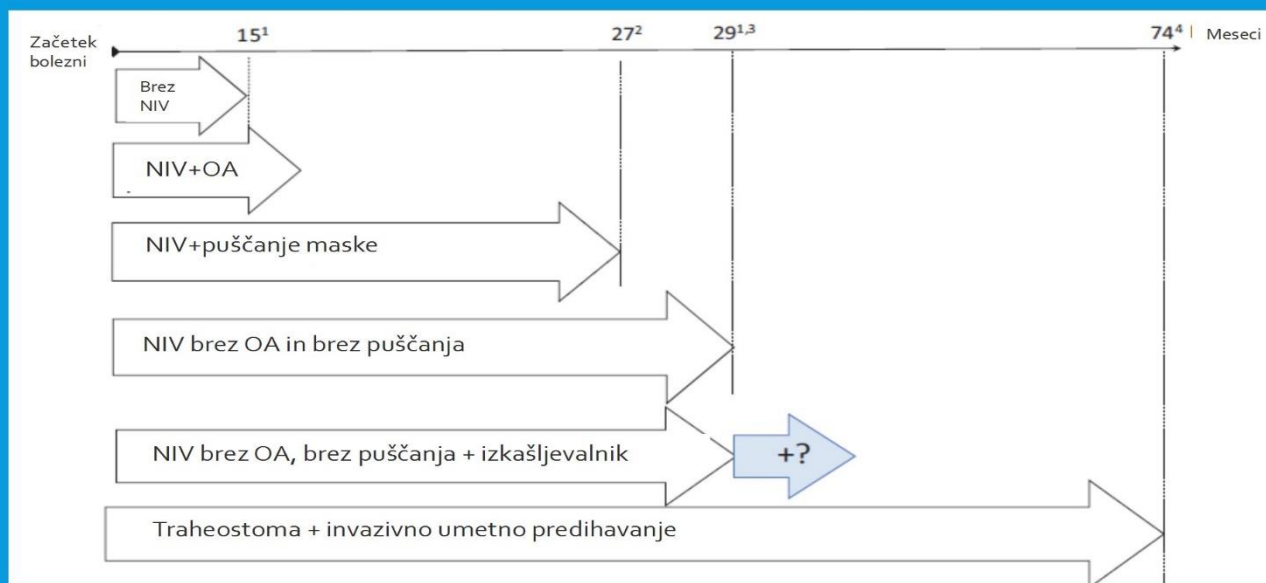 Začetek
bolezni
15¹
27²
29¹,³
74⁴
Meseci
Brez
NIV
NIV+OA
NIV+puščanje maske
NIV brez OA in brez puščanja
NIV brez OA, brez puščanja + izkašljevalnik
+?
Traheostoma + invazivno umetno predihavanje